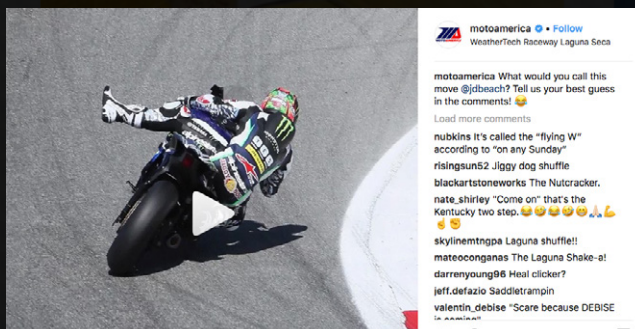 motoamerica • Follow
WeatherTech Raceway Laguna Seca
motoamerica What would you call this
move @jdbeach? Tell us your best guess
in the comments! 😂
Load more comments
nubkins It's called the "flying W"
according to "on any Sunday"
risingsun52 Jiggy dog shuffle
blackartstoneworks The Nutcracker.
nate_shirley "Come on" that's the
Kentucky two step.😂🤣😂🤣😁🙏🏻💪
☝️✊
skylinemtngpa Laguna shuffle!!
mateoconganas The Laguna Shake-a!
darrenyoung96 Heal clicker?
jeff.defazio Saddletrampin
valentin_debise "Scare because DEBISE
is coming"